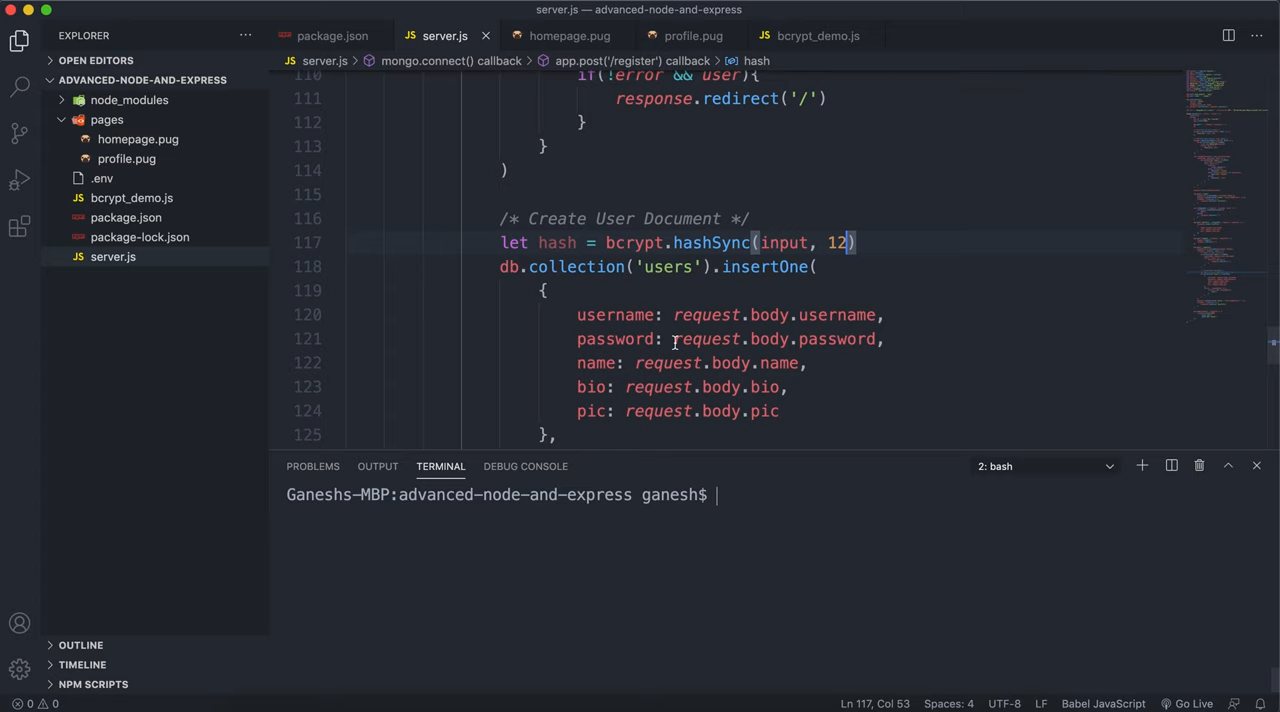 server.js — advanced-node-and-express
EXPLORER
package.json
server.js
homepage.pug
profile.pug
bcrypt_demo.js
OPEN EDITORS
server.js > mongo.connect() callback > app.post('/register') callback > hash
ADVANCED-NODE-AND-EXPRESS
node_modules
pages
homepage.pug
profile.pug
.env
bcrypt_demo.js
package.json
package-lock.json
server.js
110 if(!error && user){
111 response.redirect('/')
112 }
113 }
114 )
115
116 /* Create User Document */
117 let hash = bcrypt.hashSync(input, 12)
118 db.collection('users').insertOne(
119 {
120 username: request.body.username,
121 password: request.body.password,
122 name: request.body.name,
123 bio: request.body.bio,
124 pic: request.body.pic
125 },
PROBLEMS OUTPUT TERMINAL DEBUG CONSOLE 2: bash
Ganeshs-MBP:advanced-node-and-express ganesh$
OUTLINE
TIMELINE
NPM SCRIPTS
0 0 Ln 117, Col 53 Spaces: 4 UTF-8 LF Babel JavaScript Go Live